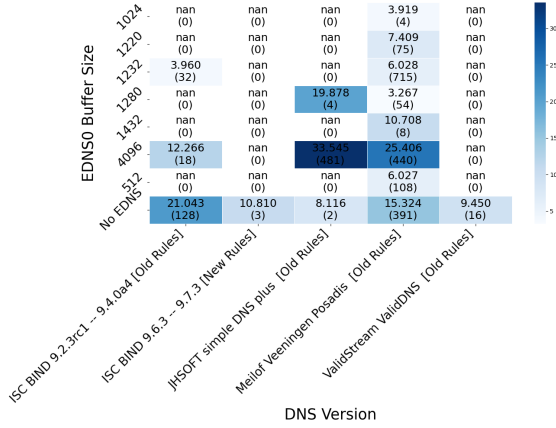 EDNS0 Buffer Size
1024 nan nan nan 3.919 nan
(0) (0) (0) (4) (0)
1220 nan nan nan 7.409 nan
(0) (0) (0) (75) (0)
1232 3.960 nan nan 6.028 nan
(32) (0) (0) (715) (0)
1280 nan nan 19.878 3.267 nan
(0) (0) (4) (54) (0)
1432 nan nan nan 10.708 nan
(0) (0) (0) (8) (0)
4096 12.266 nan 33.545 25.406 nan
(18) (0) (481) (440) (0)
512 nan nan nan 6.027 nan
(0) (0) (0) (108) (0)
No EDNS 21.043 10.810 8.116 15.324 9.450
(128) (3) (2) (391) (16)
ISC BIND 9.2.3rc1 -- 9.4.0a4 [Old Rules]
ISC BIND 9.6.3 -- 9.7.3 [New Rules]
JHSOFT simple DNS plus [Old Rules]
Meilof Veeningen Posadis [Old Rules]
ValidStream ValidDNS [Old Rules]
DNS Version
30
25
20
15
10
5